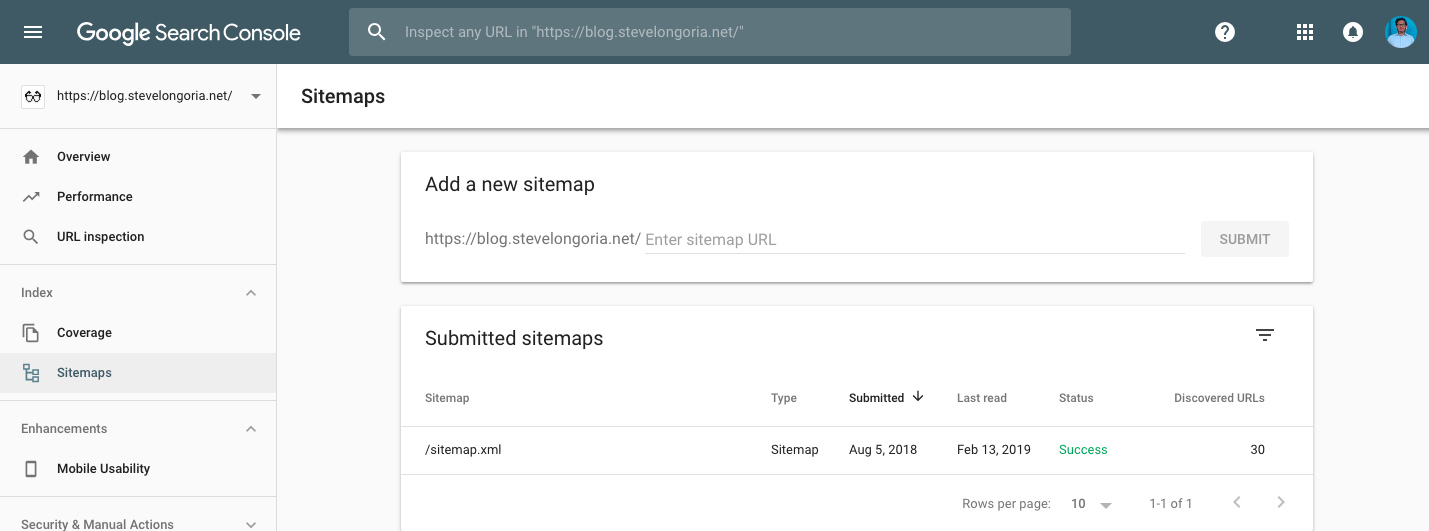 Google Search Console
Inspect any URL in "https://blog.stevelongoria.net/"
https://blog.stevelongoria.net/
Overview
Performance
URL inspection
Index
Coverage
Sitemaps
Enhancements
Mobile Usability
Security & Manual Actions
Sitemaps
Add a new sitemap
https://blog.stevelongoria.net/ Enter sitemap URL SUBMIT
Submitted sitemaps
Sitemap Type Submitted Last read Status Discovered URLs
/sitemap.xml Sitemap Aug 5, 2018 Feb 13, 2019 Success 30
Rows per page: 10 1-1 of 1